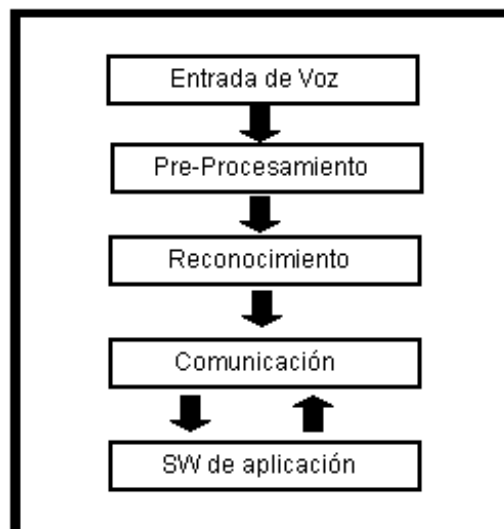 Entrada de Voz
Pre-Procesamiento
Reconocimiento
Comunicación
SW de aplicación